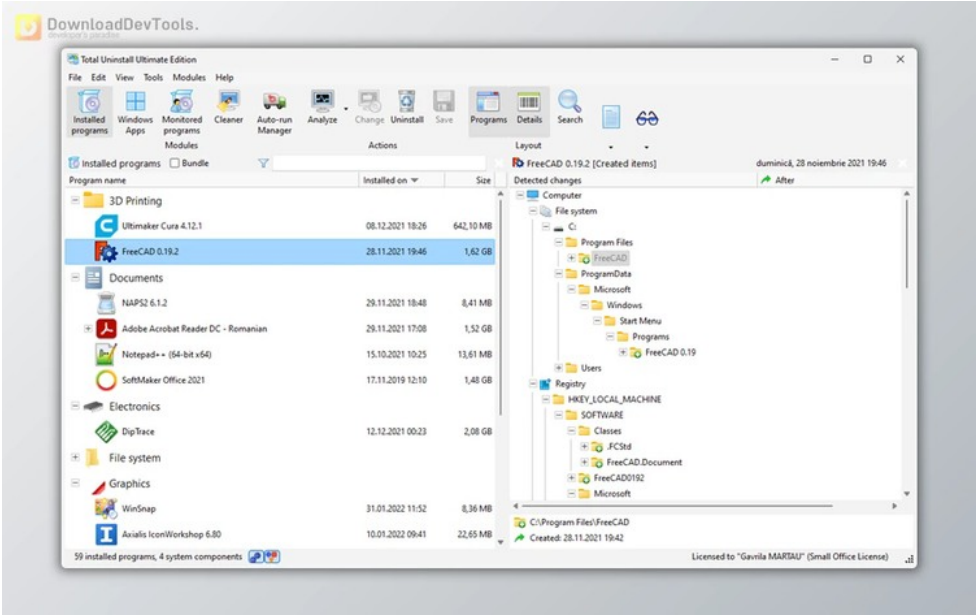 DownloadDevTools.
developer's paradise
Total Uninstall Ultimate Edition
File Edit View Tools Modules Help
Installed programs
Windows Apps
Monitored programs
Cleaner
Auto-run Manager
Analyze
Change
Uninstall
Save
Programs
Details
Search
Modules
Actions
Layout
Installed programs
Bundle
FreeCAD 0.19.2 [Created items]
duminică, 28 noiembrie 2021 19:46
Program name Installed on Size
Detected changes After
3D Printing
Ultimaker Cura 4.12.1 08.12.2021 18:26 642,10 MB
FreeCAD 0.19.2 28.11.2021 19:46 1,62 GB
Documents
NAPS2 6.1.2 29.11.2021 18:48 8,41 MB
Adobe Acrobat Reader DC - Romanian 29.11.2021 17:08 1,52 GB
Notepad++ (64-bit x64) 15.10.2021 10:25 13,61 MB
SoftMaker Office 2021 17.11.2019 12:10 1,48 GB
Electronics
DipTrace 12.12.2021 00:23 2,08 GB
File system
Graphics
WinSnap 31.01.2022 11:52 8,36 MB
Axialis IconWorkshop 6.80 10.01.2022 09:41 22,65 MB
Computer
File system
C:
Program Files
FreeCAD
ProgramData
Microsoft
Windows
Start Menu
Programs
FreeCAD 0.19
Users
Registry
HKEY_LOCAL_MACHINE
SOFTWARE
Classes
.FCStd
FreeCAD.Document
FreeCAD0192
Microsoft
C:\Program Files\FreeCAD
Created: 28.11.2021 19:42
59 installed programs, 4 system components
Licensed to "Gavrila MARTAU" (Small Office License)